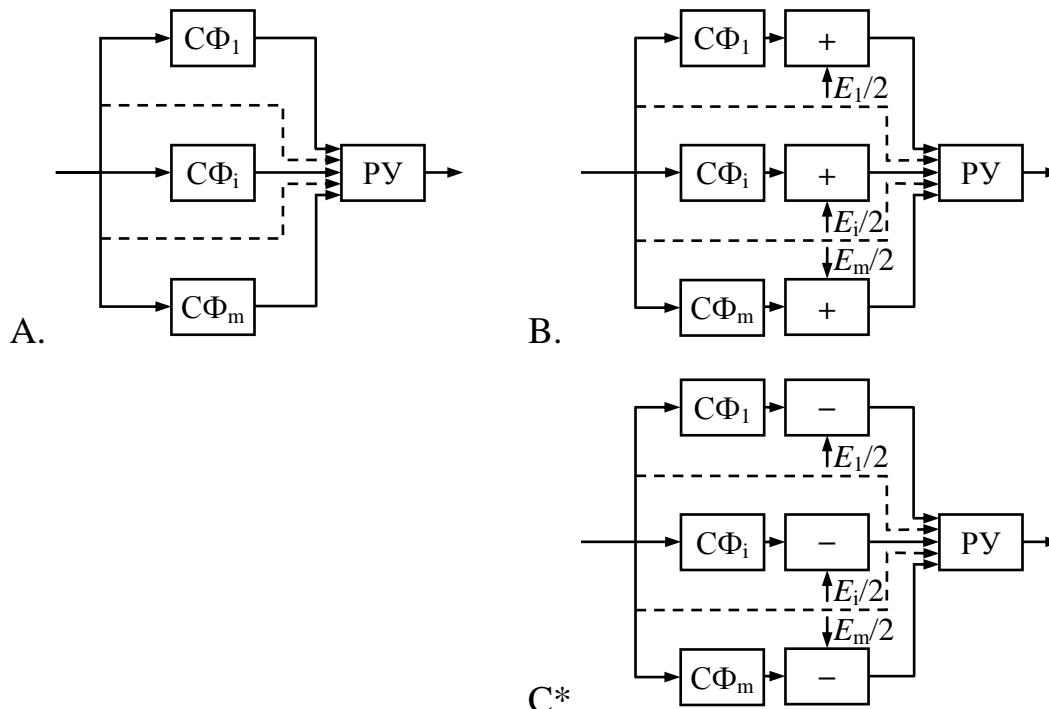 СФ1
СФi
РУ
СФm
A.
СФ1 +
E1/2
СФi +
РУ
Ei/2
Em/2
СФm +
B.
СФ1 −
E1/2
СФi −
РУ
Ei/2
Em/2
СФm −
C*